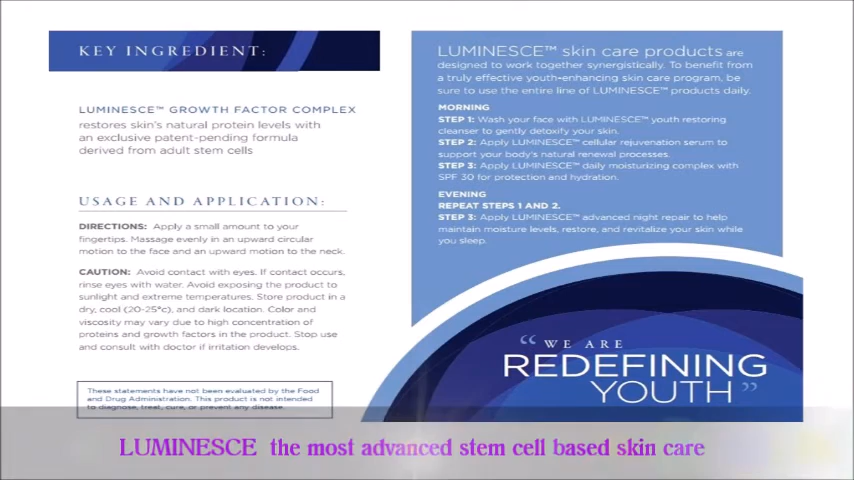 KEY INGREDIENT:
LUMINESCE™ GROWTH FACTOR COMPLEX
restores skin's natural protein levels with
an exclusive patent-pending formula
derived from adult stem cells
USAGE AND APPLICATION:
DIRECTIONS: Apply a small amount to your
fingertips. Massage evenly in an upward circular
motion to the face and an upward motion to the neck.
CAUTION: Avoid contact with eyes. If contact occurs,
rinse eyes with water. Avoid exposing the product to
sunlight and extreme temperatures. Store product in a
dry, cool (20-25°c), and dark location. Color and
viscosity may vary due to high concentration of
proteins and growth factors in the product. Stop use
and consult with doctor if irritation develops.
These statements have not been evaluated by the Food
and Drug Administration. This product is not intended
to diagnose, treat, cure, or prevent any disease.
LUMINESCE™ skin care products are
designed to work together synergistically. To benefit from
a truly effective youth-enhancing skin care program, be
sure to use the entire line of LUMINESCE™ products daily.
MORNING
STEP 1: Wash your face with LUMINESCE™ youth restoring
cleanser to gently detoxify your skin.
STEP 2: Apply LUMINESCE™ cellular rejuvenation serum to
support your body's natural renewal processes.
STEP 3: Apply LUMINESCE™ daily moisturizing complex with
SPF 30 for protection and hydration.
EVENING
REPEAT STEPS 1 AND 2.
STEP 3: Apply LUMINESCE™ advanced night repair to help
maintain moisture levels, restore, and revitalize your skin while
you sleep.
“ WE ARE
REDEFINING
YOUTH ”
LUMINESCE the most advanced stem cell based skin care